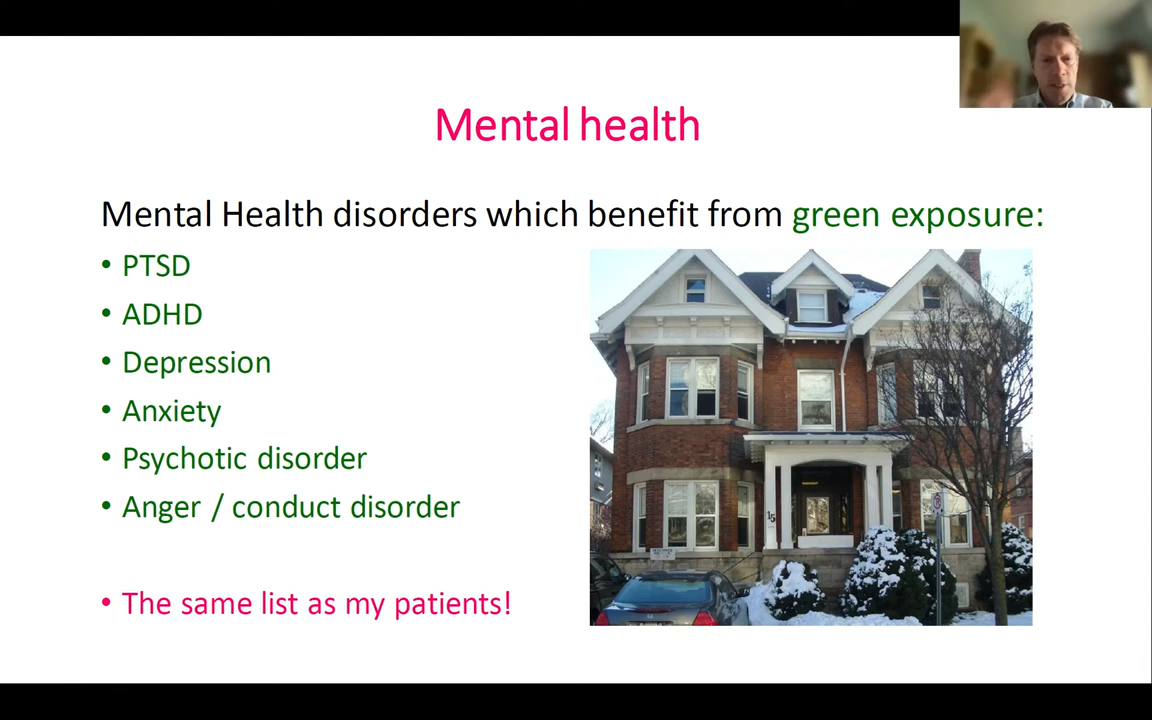 Mental health
Mental Health disorders which benefit from green exposure:
• PTSD
• ADHD
• Depression
• Anxiety
• Psychotic disorder
• Anger / conduct disorder
• The same list as my patients!
15